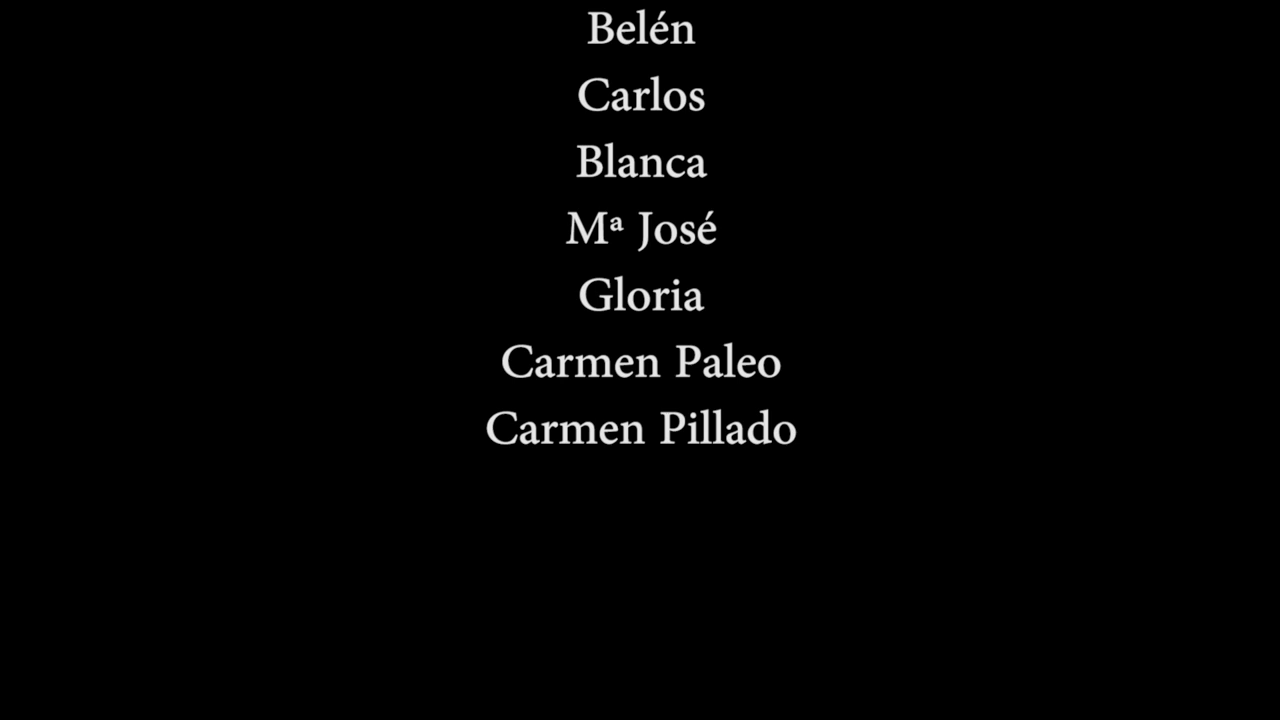 Belén
Carlos
Blanca
Mª José
Gloria
Carmen Paleo
Carmen Pillado